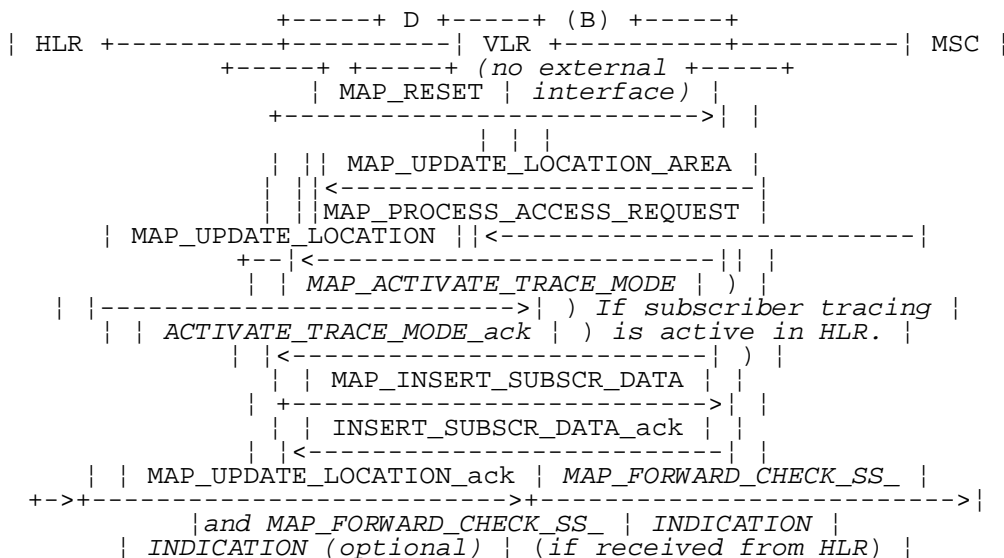 +-----+ D +-----+ (B) +-----+
¦ HLR +----------+----------¦ VLR +----------+----------¦ MSC ¦
+-----+ +-----+ (no external +-----+
¦ MAP_RESET ¦ interface) ¦
+--------------------------->¦ ¦
¦ ¦ ¦
¦ ¦¦ MAP_UPDATE_LOCATION_AREA ¦
¦ ¦¦<---------------------------¦
¦ ¦¦MAP_PROCESS_ACCESS_REQUEST ¦
¦ MAP_UPDATE_LOCATION ¦¦<---------------------------¦
+--¦<--------------------------¦¦ ¦
¦ ¦ MAP_ACTIVATE_TRACE_MODE ¦ ) ¦
¦ ¦--------------------------->¦ ) If subscriber tracing ¦
¦ ¦ ACTIVATE_TRACE_MODE_ack ¦ ) is active in HLR. ¦
¦ ¦<---------------------------¦ ) ¦
¦ ¦ MAP_INSERT_SUBSCR_DATA ¦ ¦
¦ +--------------------------->¦ ¦
¦ ¦ INSERT_SUBSCR_DATA_ack ¦ ¦
¦ ¦<---------------------------¦ ¦
¦ ¦ MAP_UPDATE_LOCATION_ack ¦ MAP_FORWARD_CHECK_SS_ ¦
+->+--------------------------->+--------------------------->¦
¦and MAP_FORWARD_CHECK_SS_ ¦ INDICATION ¦
¦ INDICATION (optional) ¦ (if received from HLR) ¦